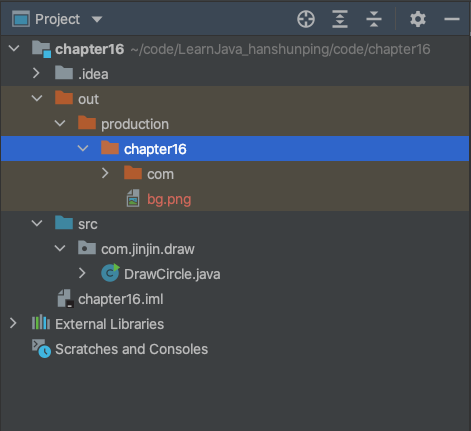 Project
chapter16 ~/code/LearnJava_hanshunping/code/chapter16
.idea
out
production
chapter16
com
bg.png
src
com.jinjin.draw
C DrawCircle.java
chapter16.iml
External Libraries
Scratches and Consoles